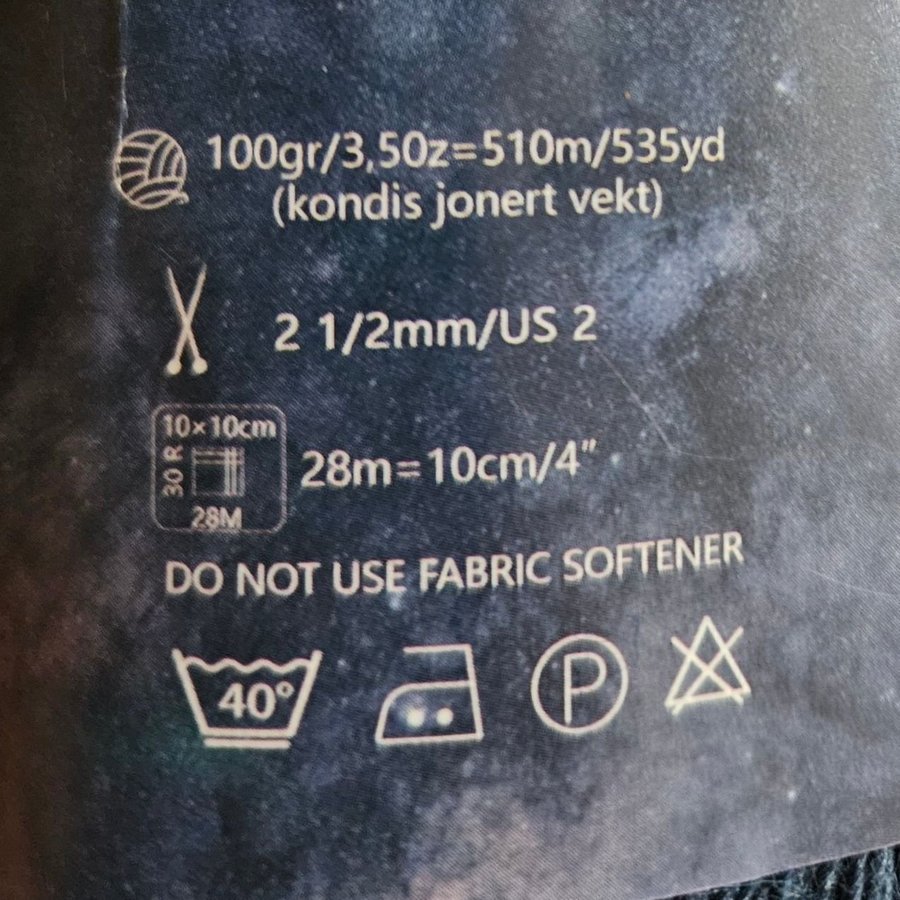 100gr/3,50z=510m/535yd
(kondis jonert vekt)
2 1/2mm/US 2
10×10cm
30 R
28M
28m=10cm/4"
DO NOT USE FABRIC SOFTENER
40°
P